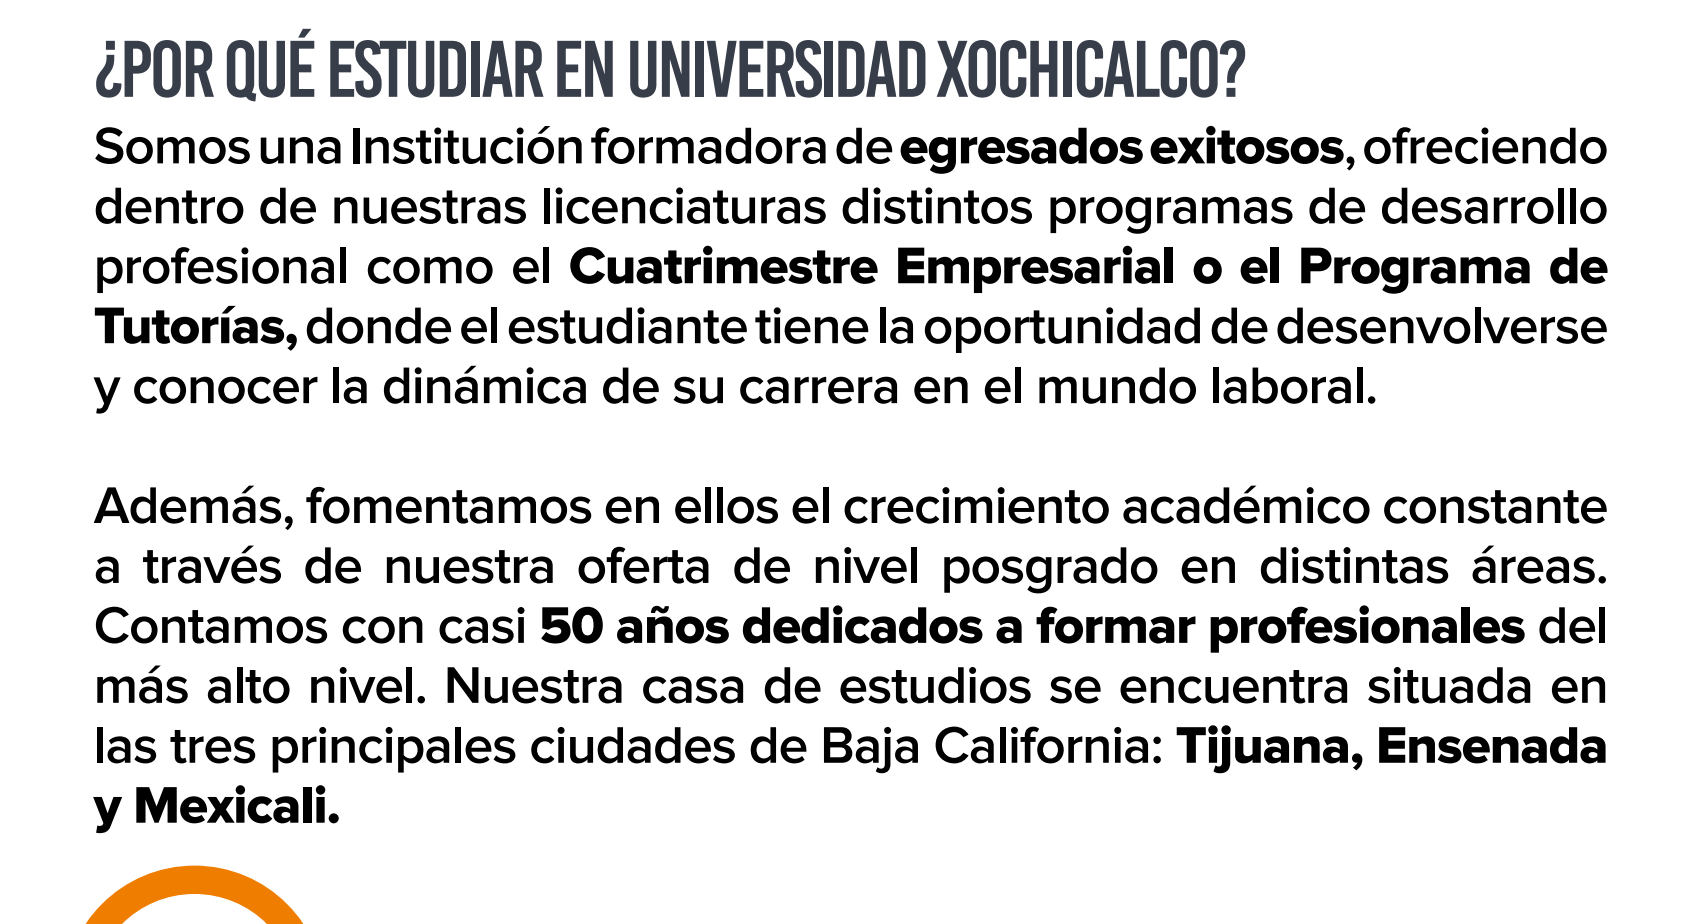 ¿POR QUÉ ESTUDIAR EN UNIVERSIDAD XOCHICALCO?
Somos una Institución formadora de egresados exitosos, ofreciendo
dentro de nuestras licenciaturas distintos programas de desarrollo
profesional como el Cuatrimestre Empresarial o el Programa de
Tutorías, donde el estudiante tiene la oportunidad de desenvolverse
y conocer la dinámica de su carrera en el mundo laboral.
Además, fomentamos en ellos el crecimiento académico constante
a través de nuestra oferta de nivel posgrado en distintas áreas.
Contamos con casi 50 años dedicados a formar profesionales del
más alto nivel. Nuestra casa de estudios se encuentra situada en
las tres principales ciudades de Baja California: Tijuana, Ensenada
y Mexicali.